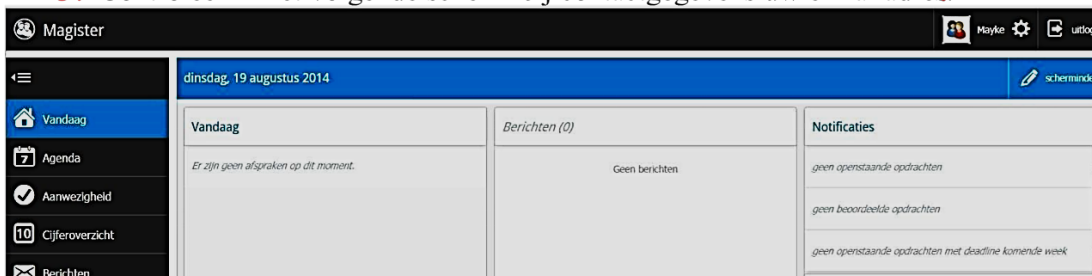 Magister
Mayke
dinsdag, 19 augustus 2014
Vandaag
Agenda
Aanwezigheid
Cijferoverzicht
Berichten
Vandaag
Er zijn geen afspraken op dit moment.
Berichten (0)
Geen berichten
Notificaties
geen openstaande opdrachten
geen beoordeelde opdrachten
geen openstaande opdrachten met deadline komende week